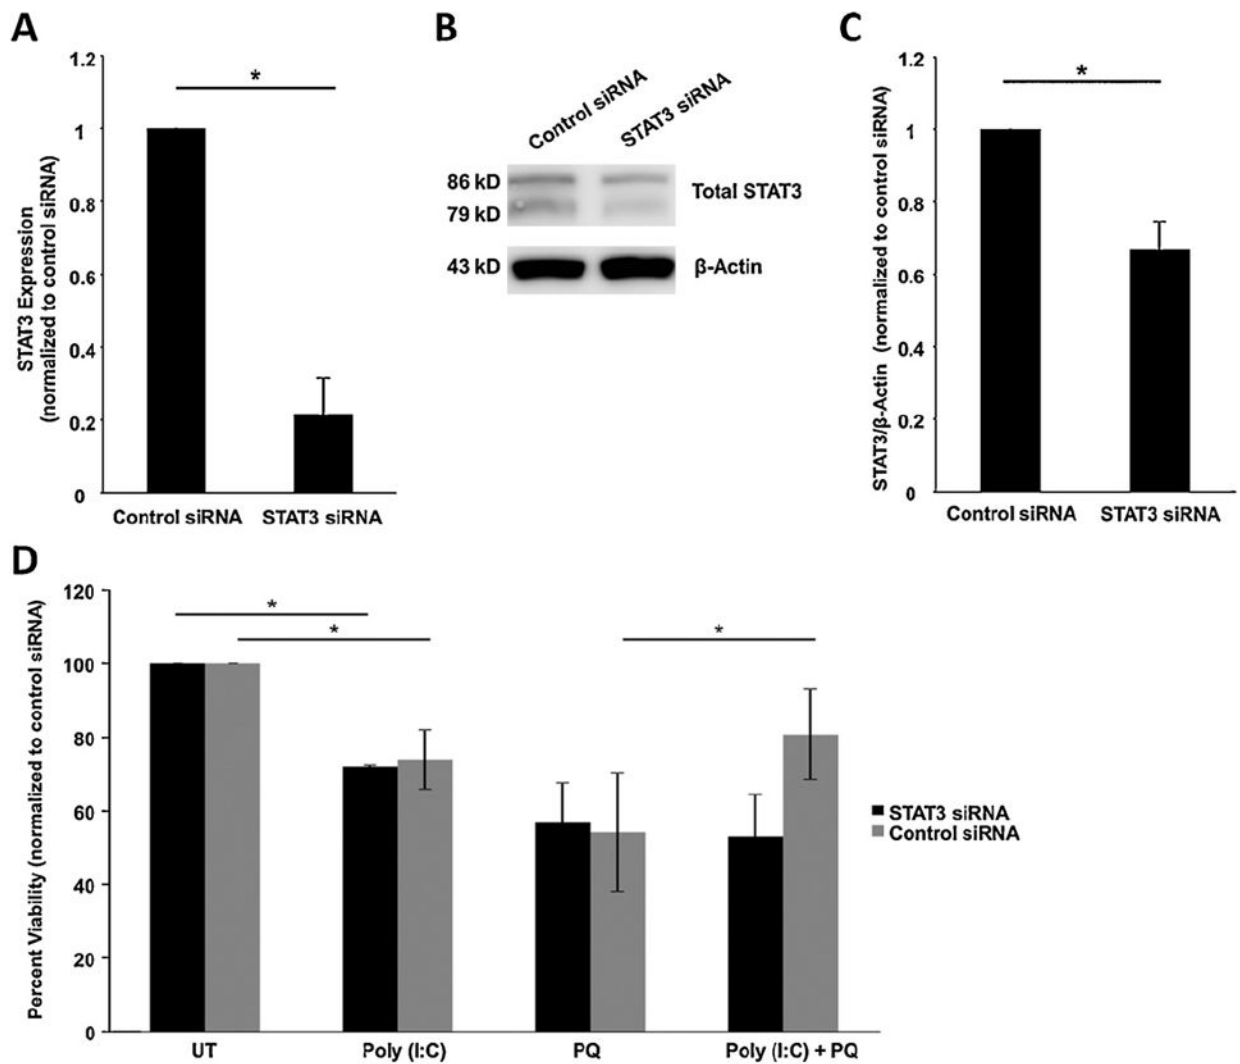 A
STAT3 Expression
(normalized to control siRNA)
1.2
1
0.8
0.6
0.4
0.2
0
*
Control siRNA
STAT3 siRNA
B
Control siRNA
STAT3 siRNA
86 kD
79 kD
Total STAT3
43 kD
β-Actin
C
STAT3/β-Actin (normalized to control siRNA)
1.2
1
0.8
0.6
0.4
0.2
0
*
Control siRNA
STAT3 siRNA
D
Percent Viability (normalized to control siRNA)
120
100
80
60
40
20
0
*
*
*
UT
Poly (I:C)
PQ
Poly (I:C) + PQ
STAT3 siRNA
Control siRNA